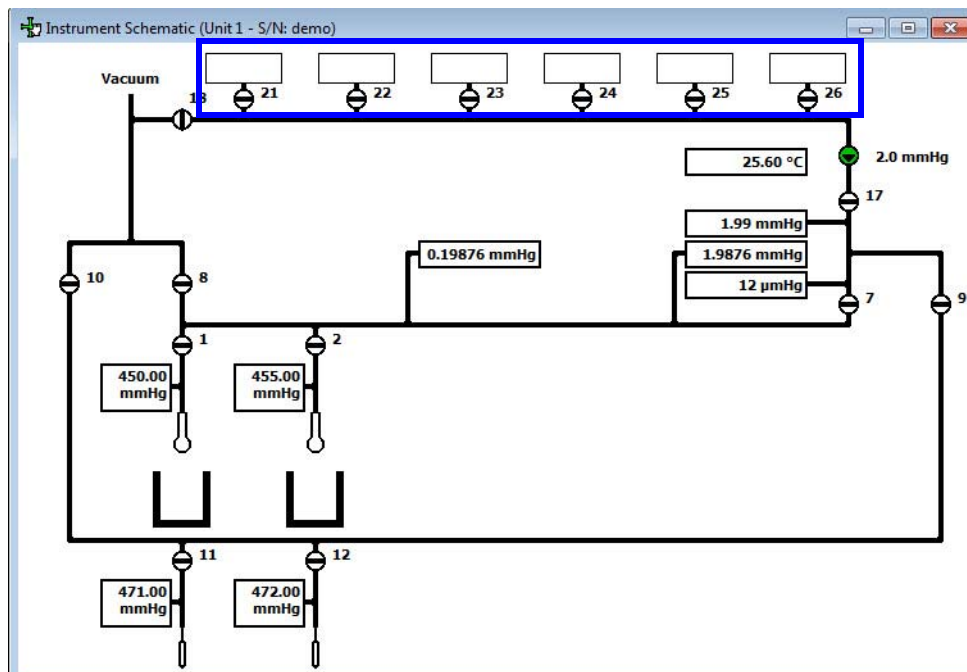 Instrument Schematic (Unit 1 - S/N: demo)
Vacuum
21
22
23
24
25
26
18
25.60 °C
2.0 mmHg
17
1.99 mmHg
0.19876 mmHg
1.9876 mmHg
10
8
12 µmHg
7
9
1
2
450.00
mmHg
455.00
mmHg
11
12
471.00
mmHg
472.00
mmHg